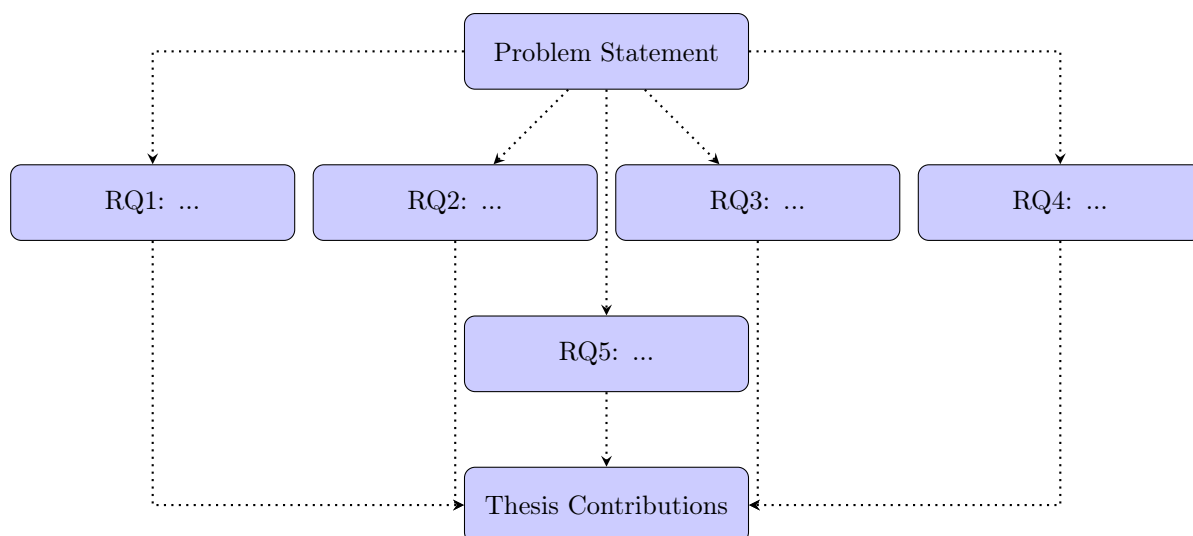 Problem Statement
RQ1: ...
RQ2: ...
RQ3: ...
RQ4: ...
RQ5: ...
Thesis Contributions